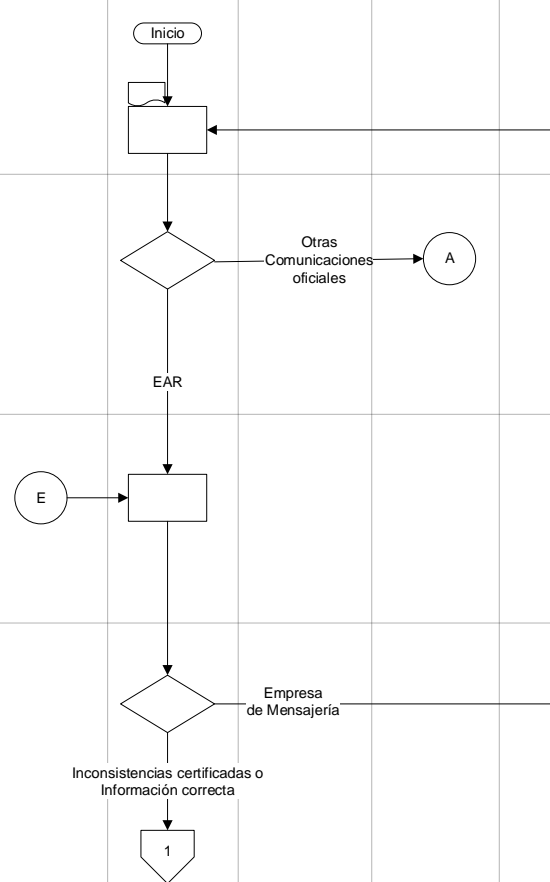 Inicio
Otras
Comunicaciones
oficiales
A
EAR
E
Empresa
de Mensajería
Inconsistencias certificadas o
Información correcta
1